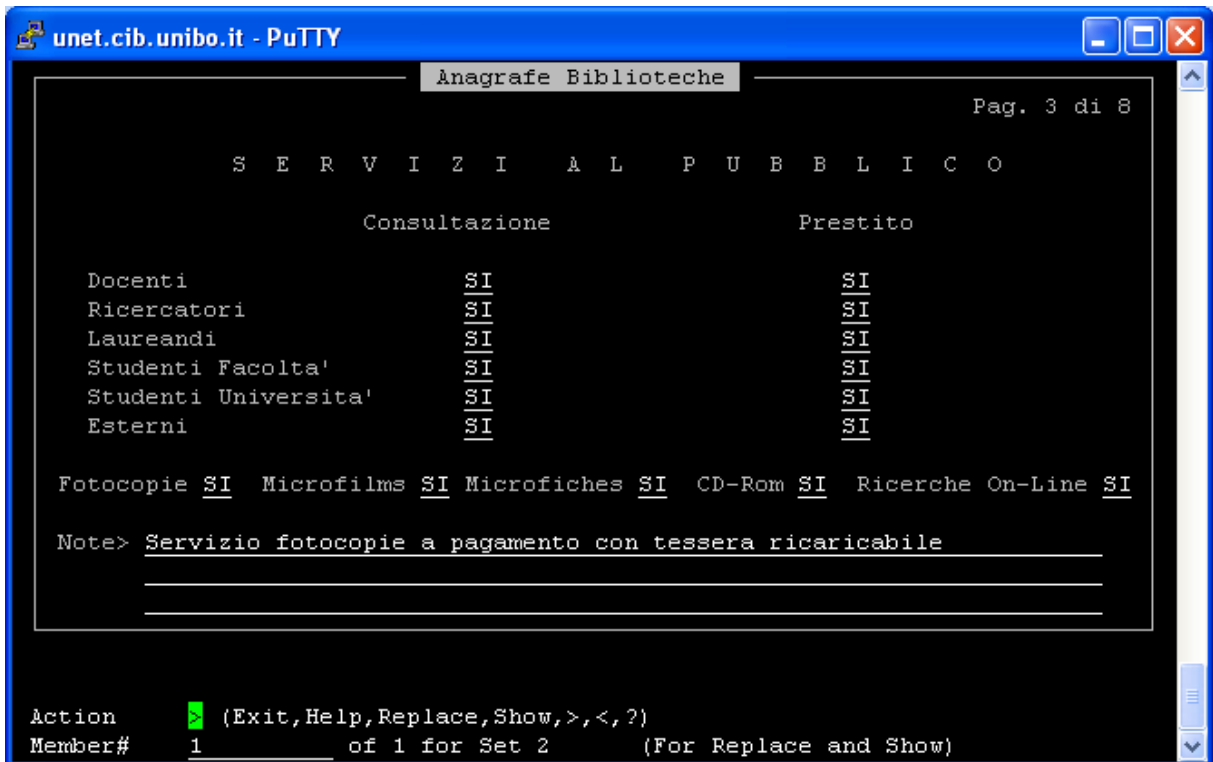 unet.cib.unibo.it - PuTTY
Anagrafe Biblioteche
Pag. 3 di 8
S E R V I Z I   A L   P U B B L I C O
Consultazione   Prestito
Docenti   SI   SI
Ricercatori   SI   SI
Laureandi   SI   SI
Studenti Facolta'   SI   SI
Studenti Universita'   SI   SI
Esterni   SI   SI
Fotocopie SI  Microfilms SI Microfiches SI  CD-Rom SI  Ricerche On-Line SI
Note> Servizio fotocopie a pagamento con tessera ricaricabile
Action   > (Exit,Help,Replace,Show,>,<,?)
Member#   1 of 1 for Set 2   (For Replace and Show)